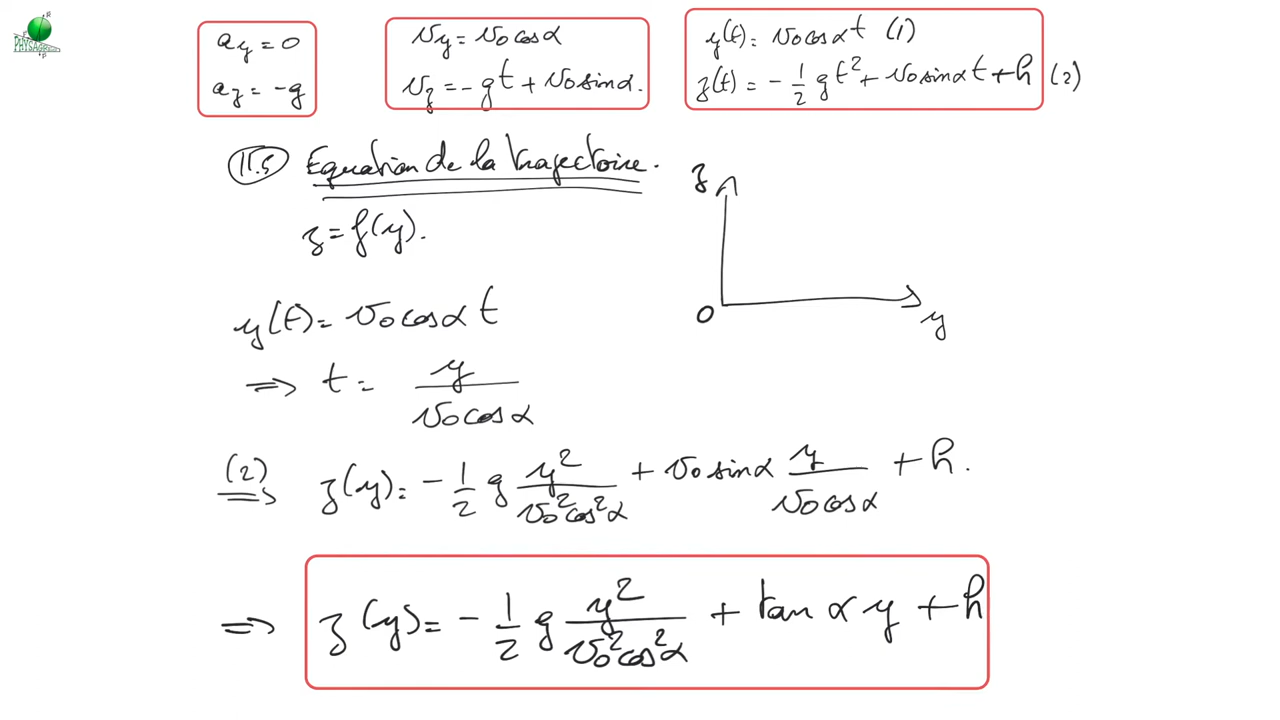 PHYSAGREG
a_y = 0
a_z = -g
v_y = v_0 cos α
v_z = -gt + v_0 sin α.
y(t) = v_0 cos α t (1)
z(t) = -1/2 g t² + v_0 sin α t + h (2)
II.5 Equation de la trajectoire.
z = f(y).
z
O
y
y(t) = v_0 cos α t
⇒ t = y / (v_0 cos α)
(2) ⇒ z(y) = -1/2 g y² / (v_0² cos² α) + v_0 sin α y / (v_0 cos α) + h.
⇒ z(y) = -1/2 g y² / (v_0² cos² α) + tan α y + h